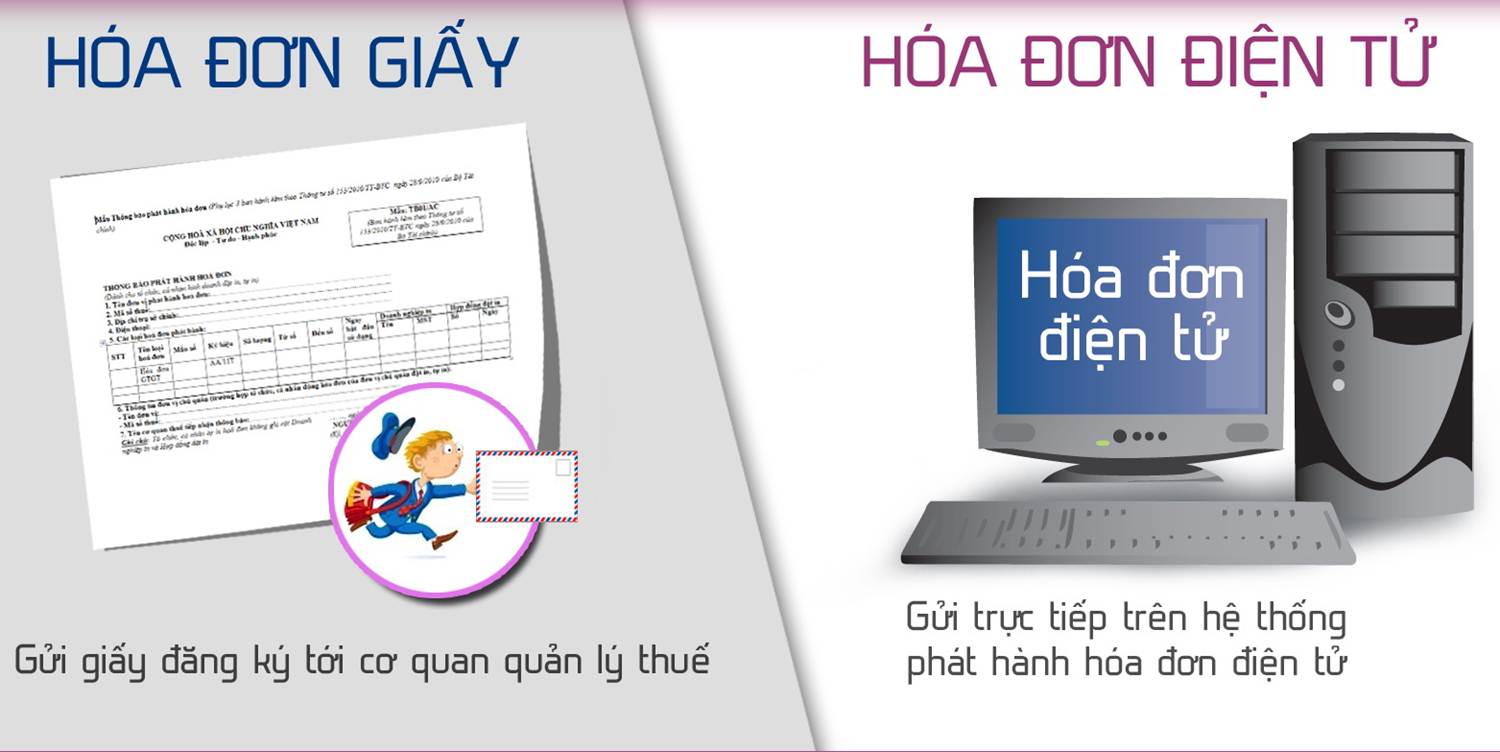 HÓA ĐƠN GIẤY
Mẫu Thông báo phát hành hóa đơn (Phụ lục 3 ban hành kèm theo Thông tư số 153/2010/TT-BTC ngày 28/9/2010 của Bộ Tài
chính)
Mẫu: TB01/AC
(Ban hành kèm theo Thông tư số
153/2010/TT-BTC ngày 28/9/2010 của
Bộ Tài chính)
CỘNG HOÀ XÃ HỘI CHỦ NGHĨA VIỆT NAM
Độc lập - Tự do - Hạnh phúc
THÔNG BÁO PHÁT HÀNH HOÁ ĐƠN
(Dành cho tổ chức, cá nhân kinh doanh đặt in, tự in)
1. Tên đơn vị phát hành hoá đơn:
2. Mã số thuế:
3. Địa chỉ trụ sở chính:
4. Điện thoại:
5. Các loại hoá đơn phát hành:
STT Tên loại hoá đơn Mẫu số Ký hiệu Số lượng Từ số Đến số Ngày bắt đầu sử dụng Doanh nghiệp in Tên MST Hợp đồng đặt in Số Ngày
Hóa đơn GTGT AA/11T
6. Thông tin đơn vị chủ quản (trường hợp tổ chức, cá nhân dùng hóa đơn của đơn vị chủ quản đặt in, tự in):
- Tên đơn vị:
- Mã số thuế:
7. Tên cơ quan thuế tiếp nhận thông báo:
Ghi chú: Tổ chức, cá nhân tự in hoá đơn không ghi cột Doanh
nghiệp in và Hợp đồng đặt in
Gửi giấy đăng ký tới cơ quan quản lý thuế
HÓA ĐƠN ĐIỆN TỬ
Hóa đơn
điện tử
Gửi trực tiếp trên hệ thống
phát hành hóa đơn điện tử